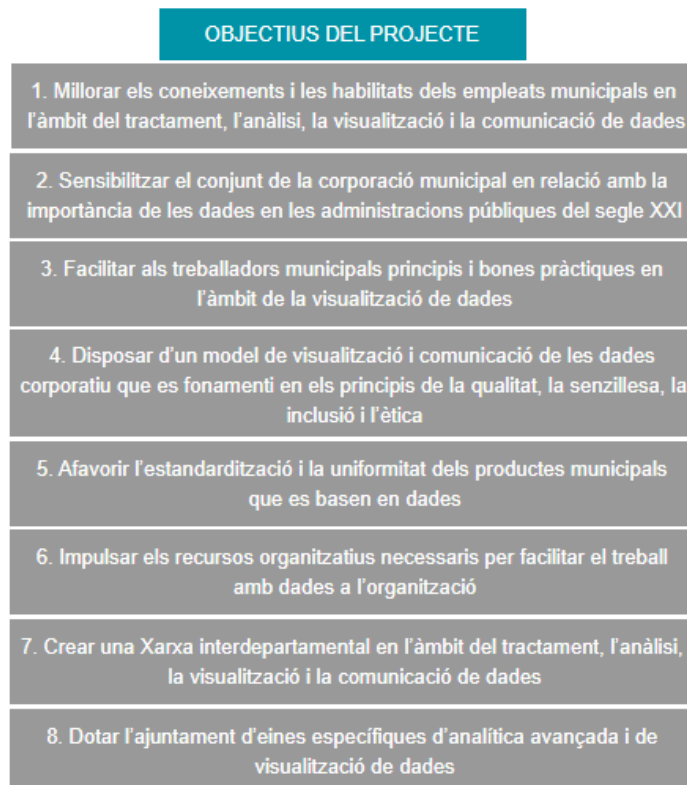 OBJECTIUS DEL PROJECTE
1. Millorar els coneixements i les habilitats dels empleats municipals en
l'àmbit del tractament, l'anàlisi, la visualització i la comunicació de dades
2. Sensibilitzar el conjunt de la corporació municipal en relació amb la
importància de les dades en les administracions públiques del segle XXI
3. Facilitar als treballadors municipals principis i bones pràctiques en
l'àmbit de la visualització de dades
4. Disposar d'un model de visualització i comunicació de les dades
corporatiu que es fonamenti en els principis de la qualitat, la senzillesa, la
inclusió i l'ètica
5. Afavorir l'estandardització i la uniformitat dels productes municipals
que es basen en dades
6. Impulsar els recursos organitzatius necessaris per facilitar el treball
amb dades a l'organització
7. Crear una Xarxa interdepartamental en l'àmbit del tractament, l'anàlisi,
la visualització i la comunicació de dades
8. Dotar l'ajuntament d'eines específiques d'analítica avançada i de
visualització de dades